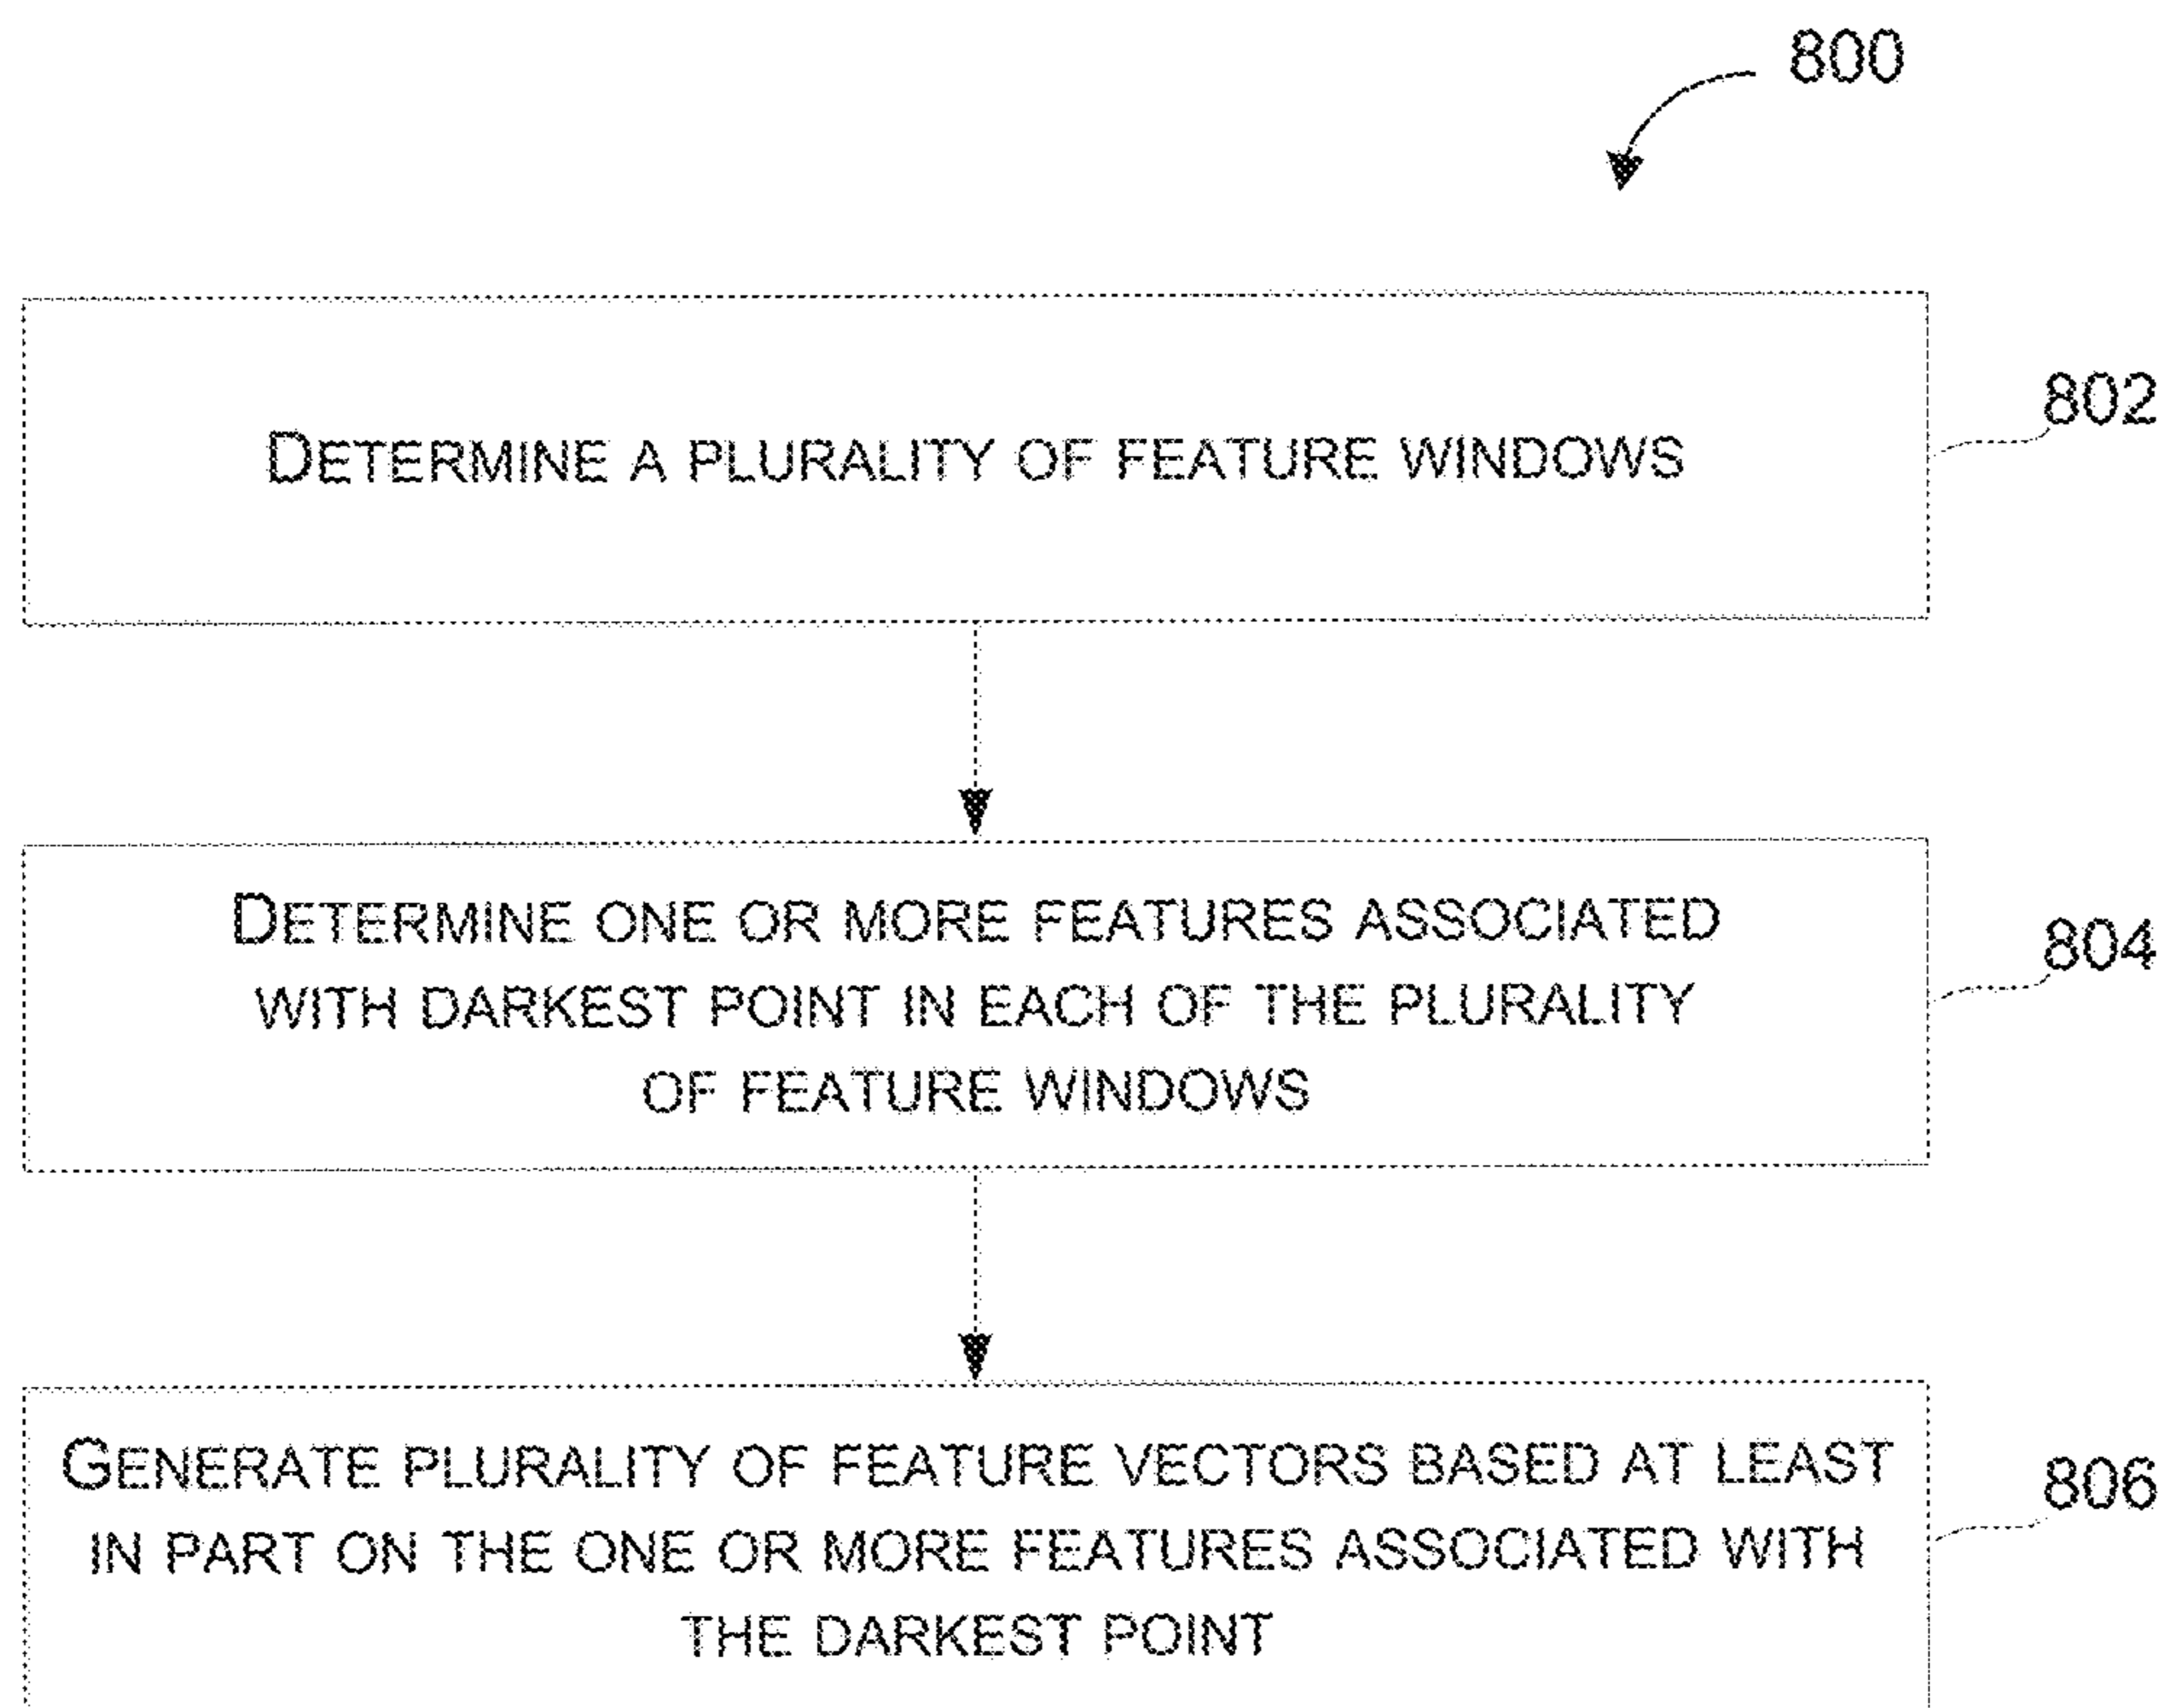 800
DETERMINE A PLURALITY OF FEATURE WINDOWS
802
DETERMINE ONE OR MORE FEATURES ASSOCIATED
WITH DARKEST POINT IN EACH OF THE PLURALITY
OF FEATURE WINDOWS
804
GENERATE PLURALITY OF FEATURE VECTORS BASED AT LEAST
IN PART ON THE ONE OR MORE FEATURES ASSOCIATED WITH
THE DARKEST POINT
806